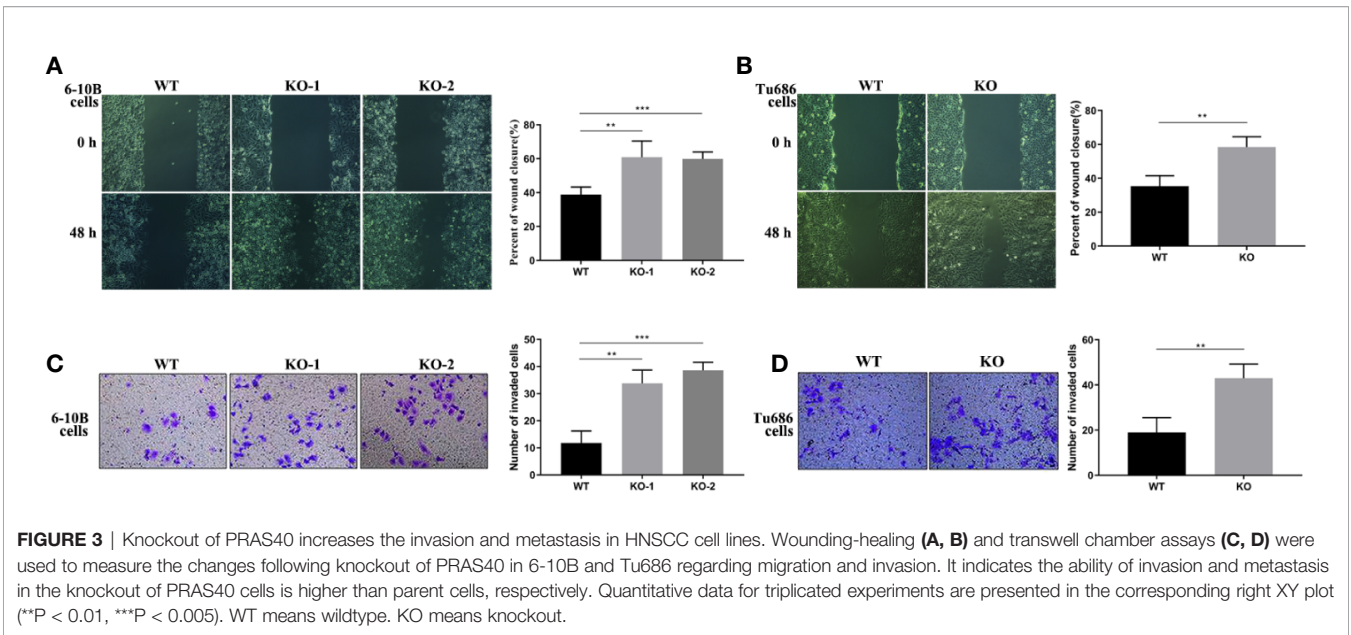 A
WT
KO-1
KO-2
6-10B
cells
0 h
48 h
Percent of wound closure(%)
80
60
40
20
0
**
***
WT
KO-1
KO-2
B
WT
KO
Tu686
cells
0 h
48 h
Percent of wound closure(%)
80
60
40
20
0
**
WT
KO
C
WT
KO-1
KO-2
6-10B
cells
Number of invaded cells
50
40
30
20
10
0
**
***
WT
KO-1
KO-2
D
WT
KO
Tu686
cells
Number of invaded cells
60
40
20
0
**
WT
KO
FIGURE 3 | Knockout of PRAS40 increases the invasion and metastasis in HNSCC cell lines. Wounding-healing (A, B) and transwell chamber assays (C, D) were
used to measure the changes following knockout of PRAS40 in 6-10B and Tu686 regarding migration and invasion. It indicates the ability of invasion and metastasis
in the knockout of PRAS40 cells is higher than parent cells, respectively. Quantitative data for triplicated experiments are presented in the corresponding right XY plot
(**P < 0.01, ***P < 0.005). WT means wildtype. KO means knockout.